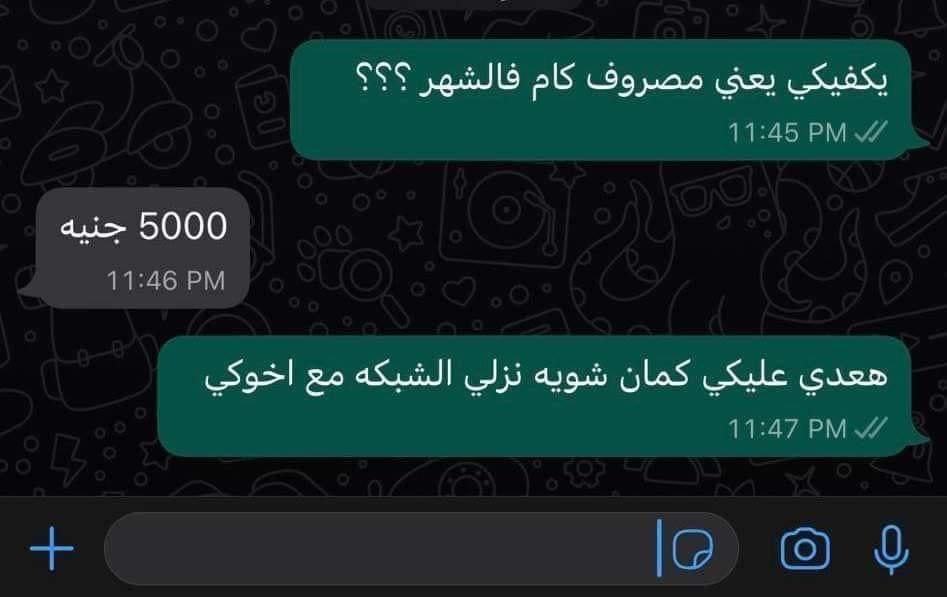 يكفيكي يعني مصروف كام فالشهر ؟؟؟
11:45 PM
5000 جنيه
11:46 PM
هعدي عليكي كمان شويه نزلي الشبكه مع اخوكي
11:47 PM